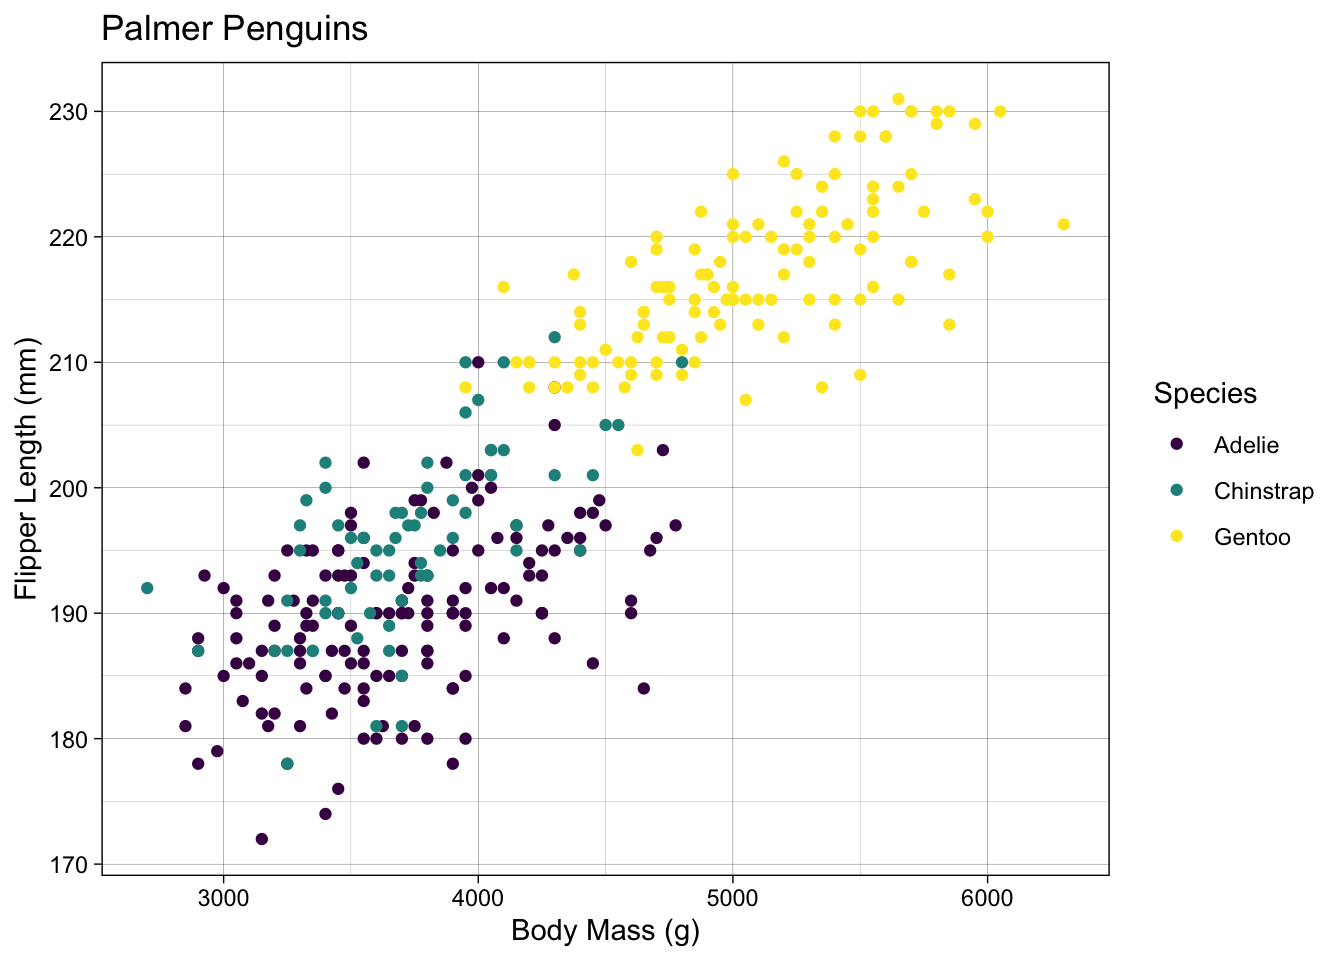 Palmer Penguins
230
220
210
200
190
180
170
Flipper Length (mm)
3000
4000
5000
6000
Body Mass (g)
Species
Adelie
Chinstrap
Gentoo